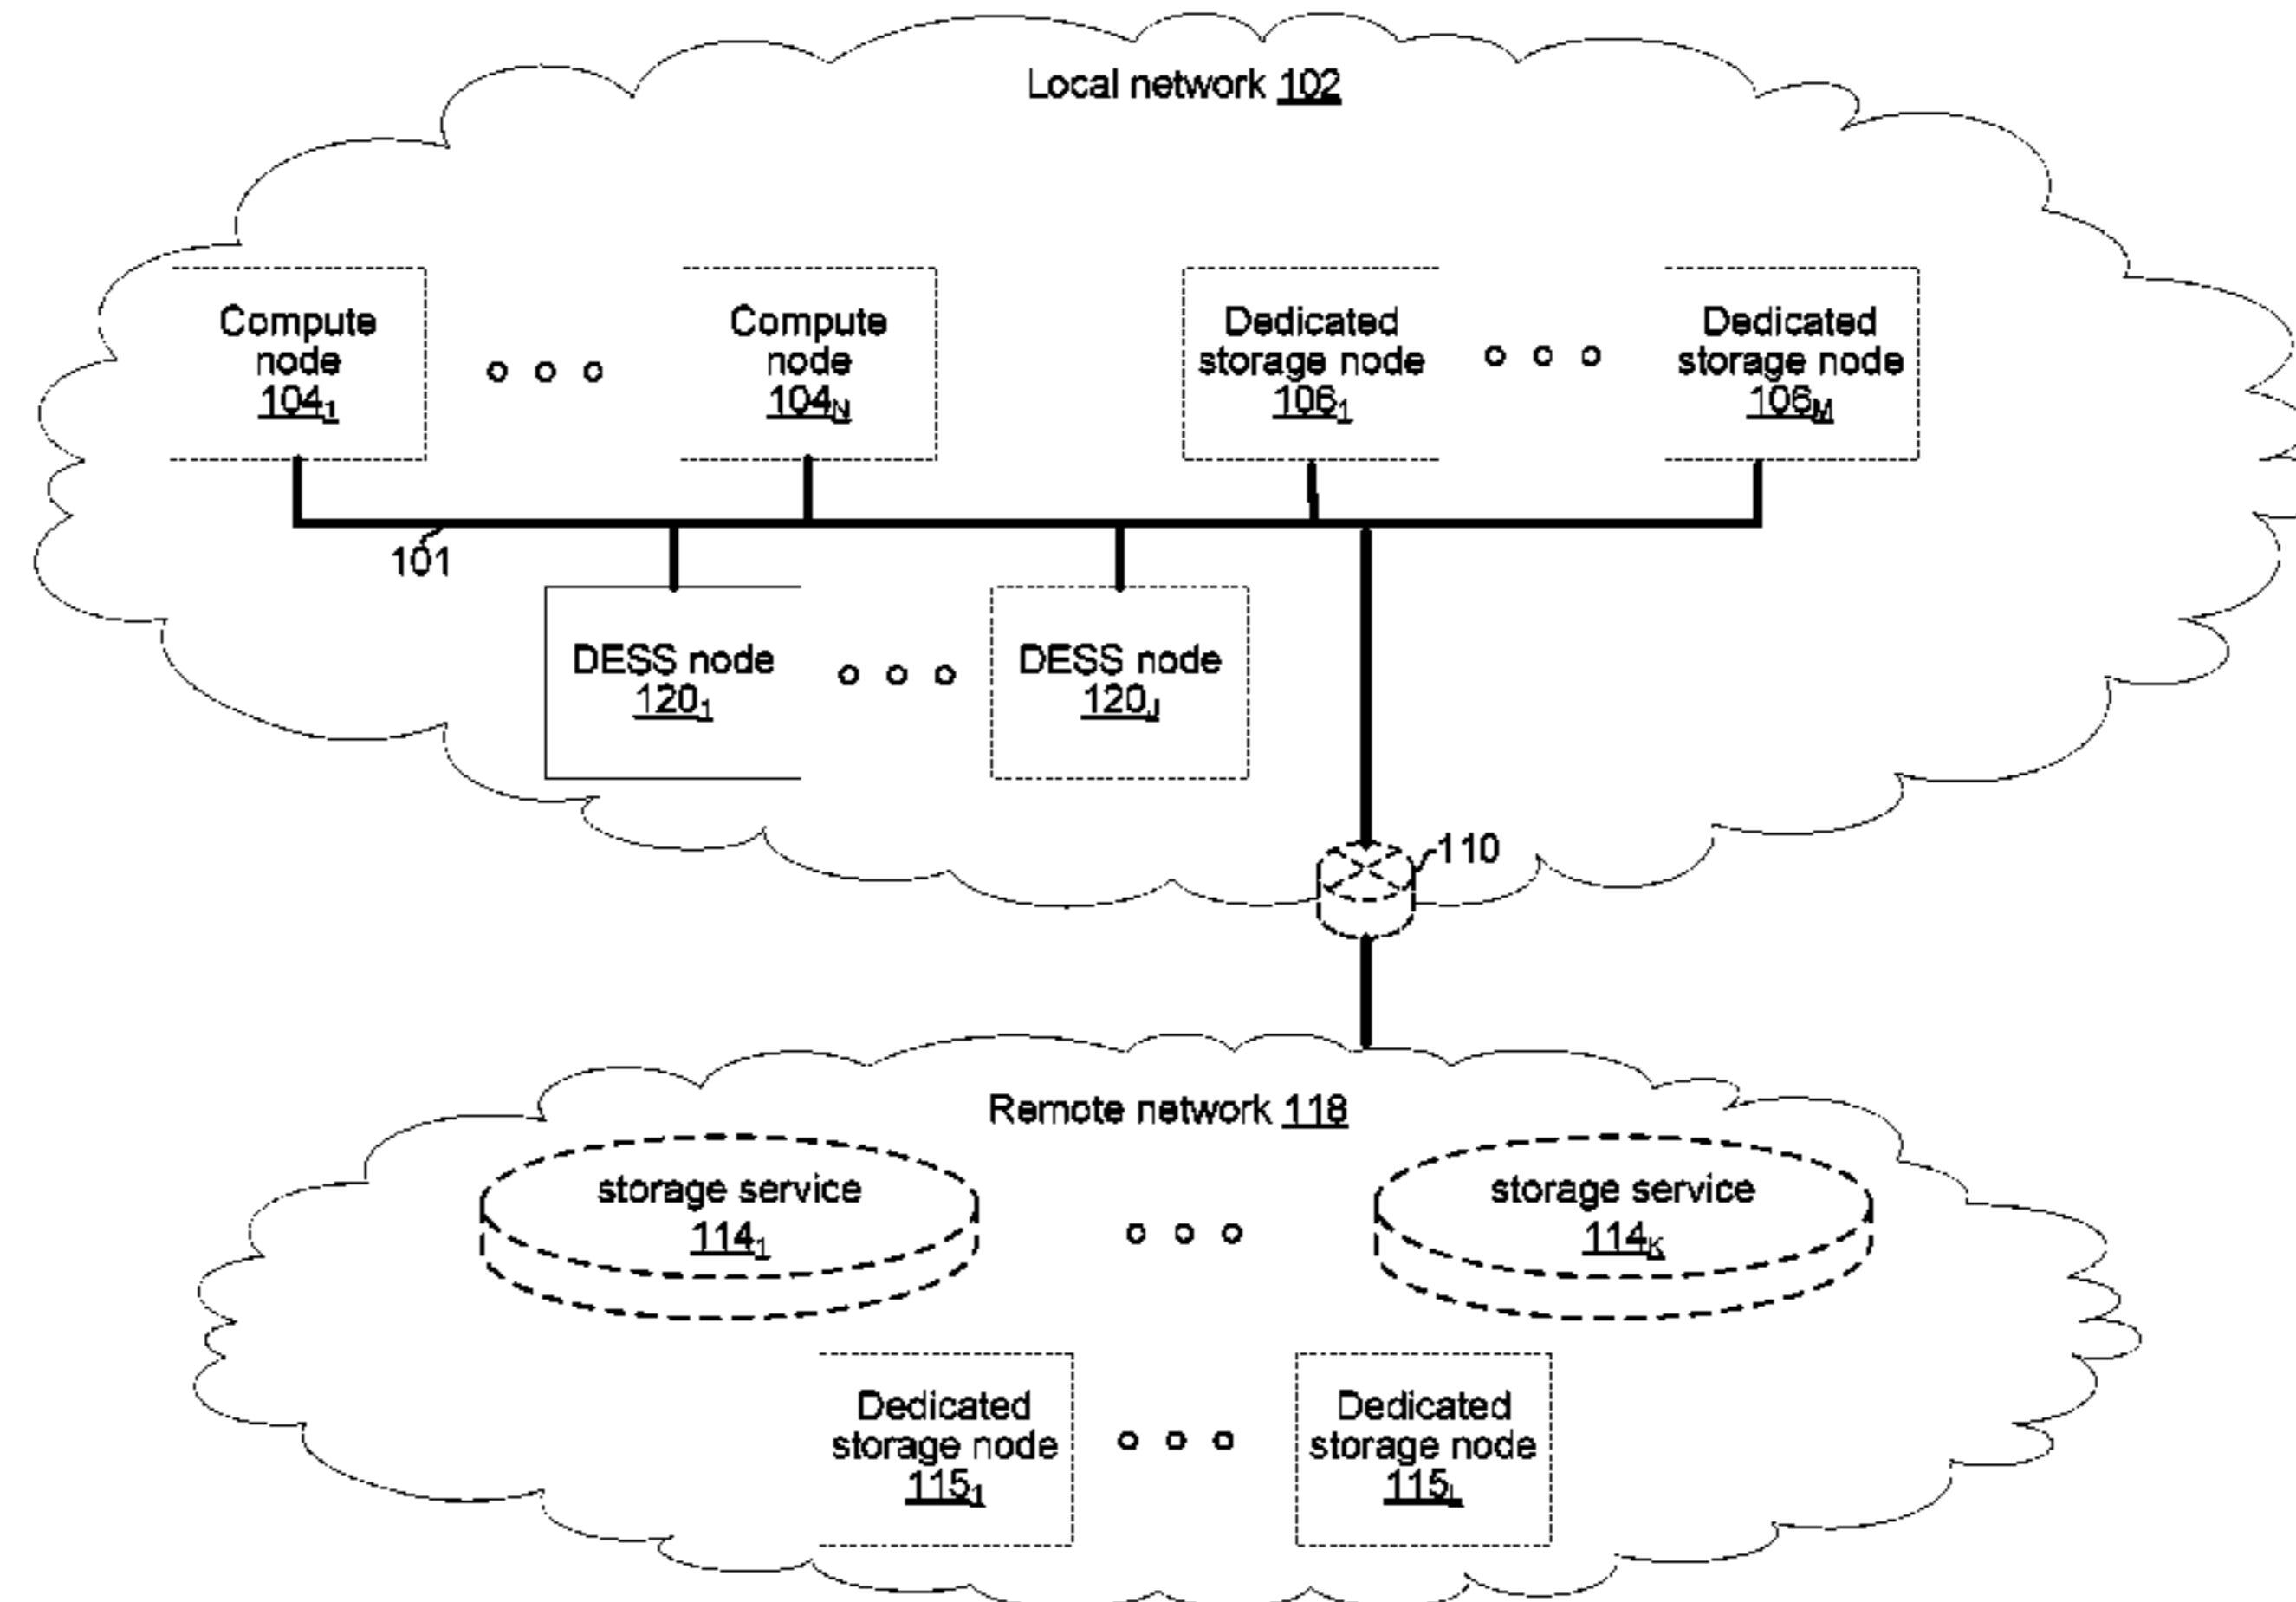 Local network 102
Compute
node
104₁
Compute
node
104N
Dedicated
storage node
106₁
Dedicated
storage node
106M
101
DESS node
120₁
DESS node
120J
110
Remote network 118
storage service
114₁
storage service
114K
Dedicated
storage node
115₁
Dedicated
storage node
115L